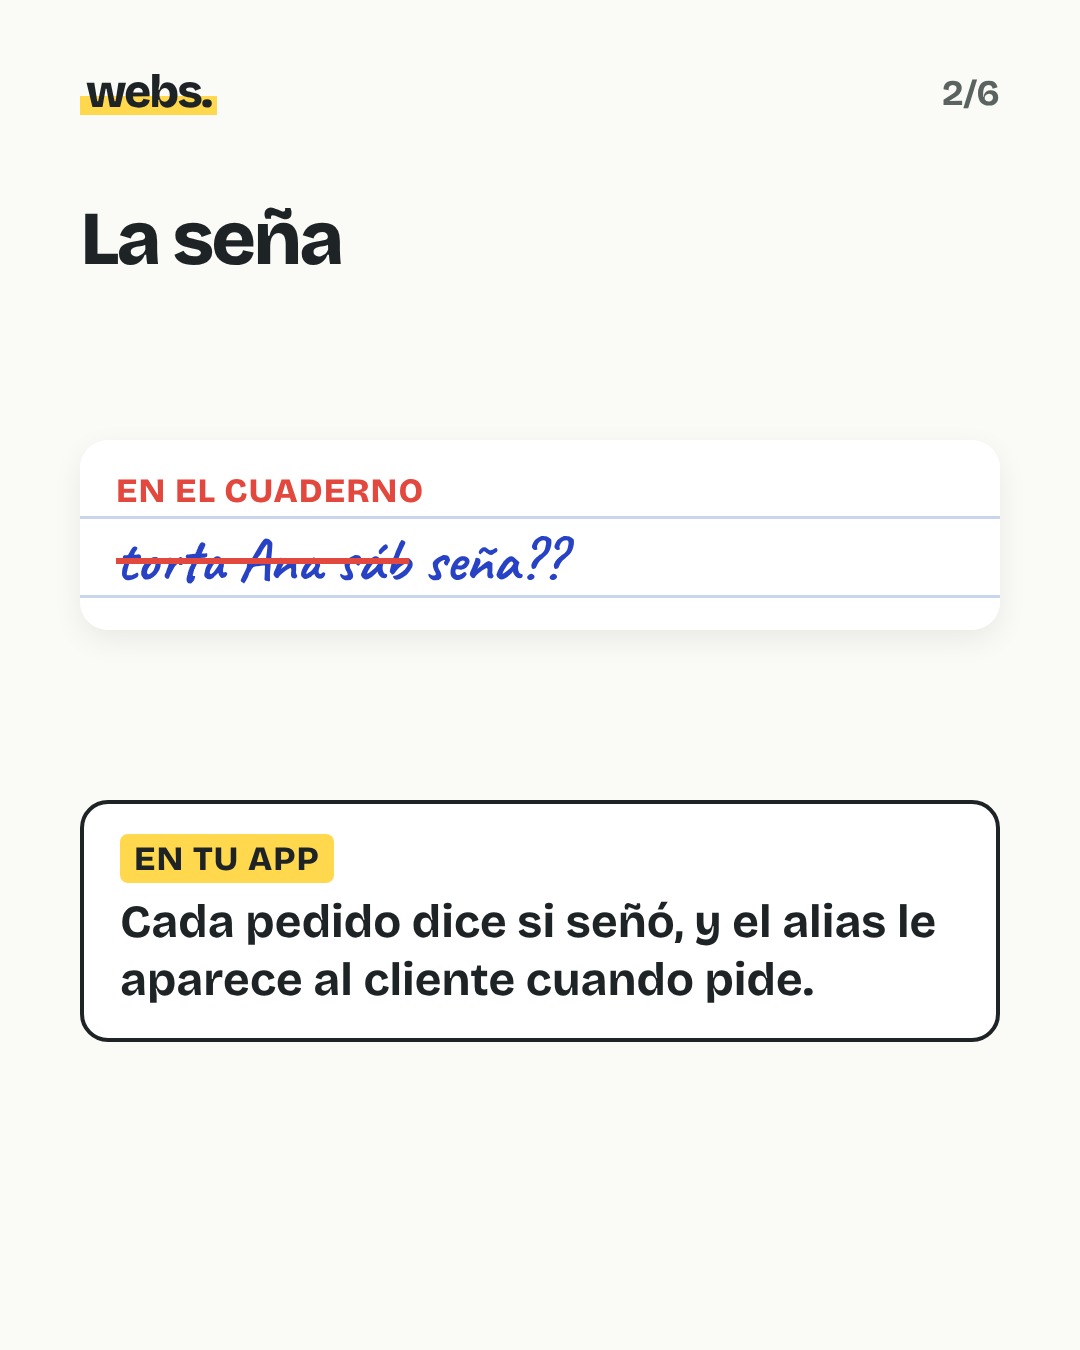 webs.
2/6
La seña
EN EL CUADERNO
torta Ana sáb seña??
EN TU APP
Cada pedido dice si señó, y el alias le
aparece al cliente cuando pide.